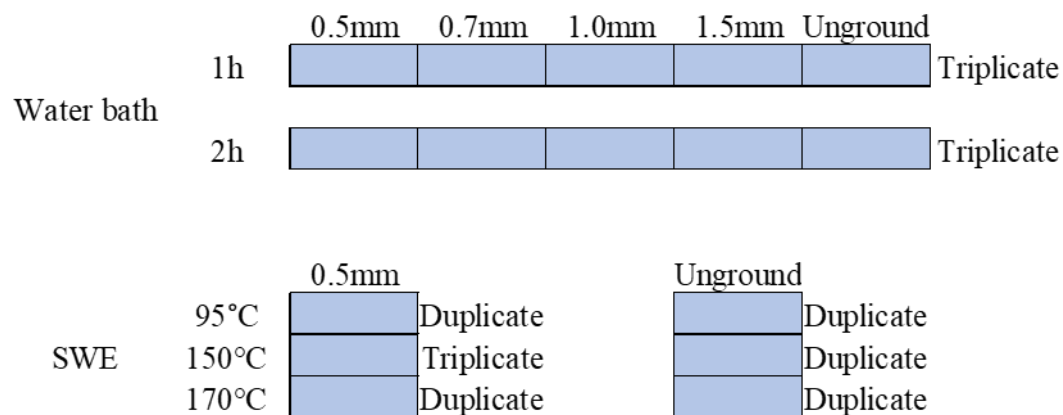 0.5mm 0.7mm 1.0mm 1.5mm Unground
1h Triplicate
Water bath
2h Triplicate
0.5mm Unground
95°C Duplicate Duplicate
SWE 150°C Triplicate Duplicate
170°C Duplicate Duplicate